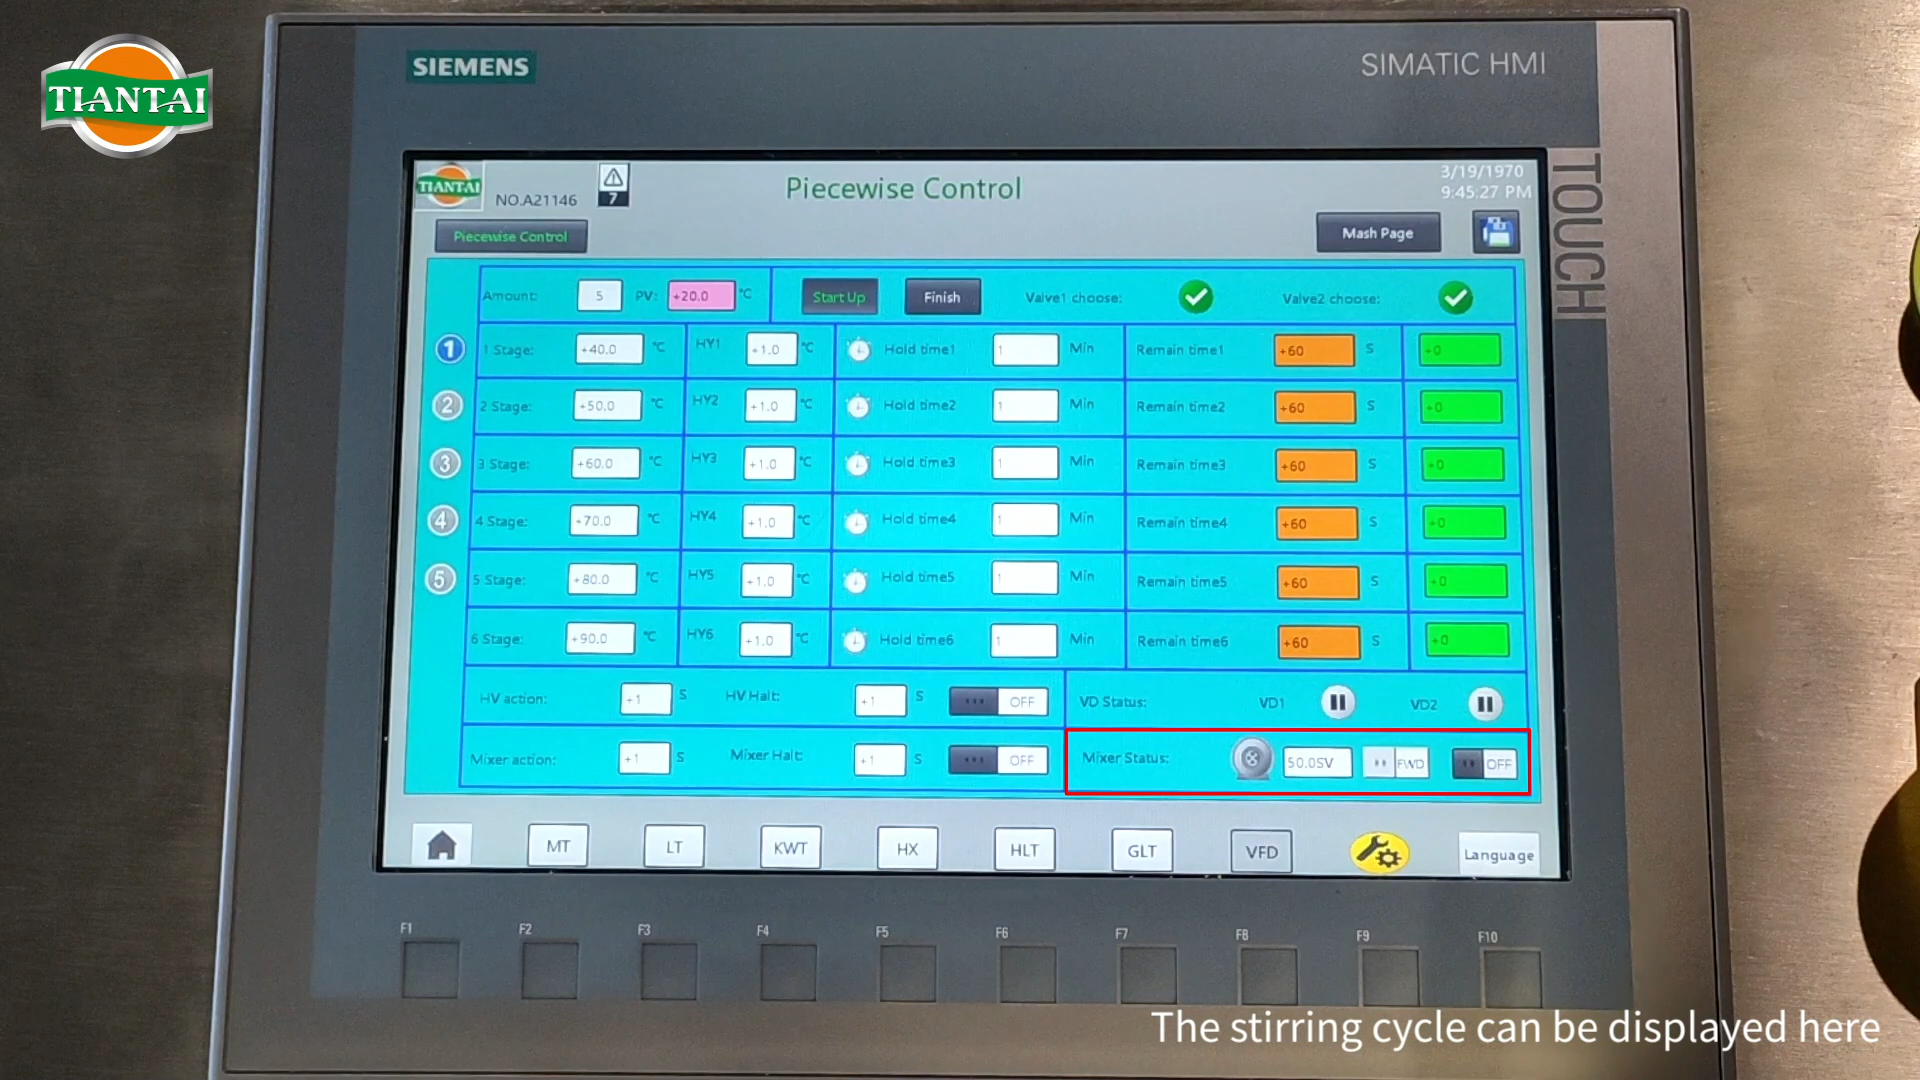 TIANTAI
SIEMENS
SIMATIC HMI
TOUCH
TIANTAI
NO.A21146
7
Piecewise Control
3/19/1970
9:45:27 PM
Piecewise Control
Mash Page
Amount: 5 PV: +20.0 °C Start Up Finish Valve1 choose: Valve2 choose:
1 1 Stage: +40.0 °C HY1 +1.0 °C Hold time1 1 Min Remain time1 +60 S +0
2 2 Stage: +50.0 °C HY2 +1.0 °C Hold time2 1 Min Remain time2 +60 S +0
3 3 Stage: +60.0 °C HY3 +1.0 °C Hold time3 1 Min Remain time3 +60 S +0
4 4 Stage: +70.0 °C HY4 +1.0 °C Hold time4 1 Min Remain time4 +60 S +0
5 5 Stage: +80.0 °C HY5 +1.0 °C Hold time5 1 Min Remain time5 +60 S +0
6 Stage: +90.0 °C HY6 +1.0 °C Hold time6 1 Min Remain time6 +60 S +0
HV action: +1 S HV Halt: +1 S OFF VD Status: VD1 VD2
Mixer action: +1 S Mixer Halt: +1 S OFF Mixer Status: 50.0SV FWD OFF
MT LT KWT HX HLT GLT VFD Language
F1 F2 F3 F4 F5 F6 F7 F8 F9 F10
The stirring cycle can be displayed here